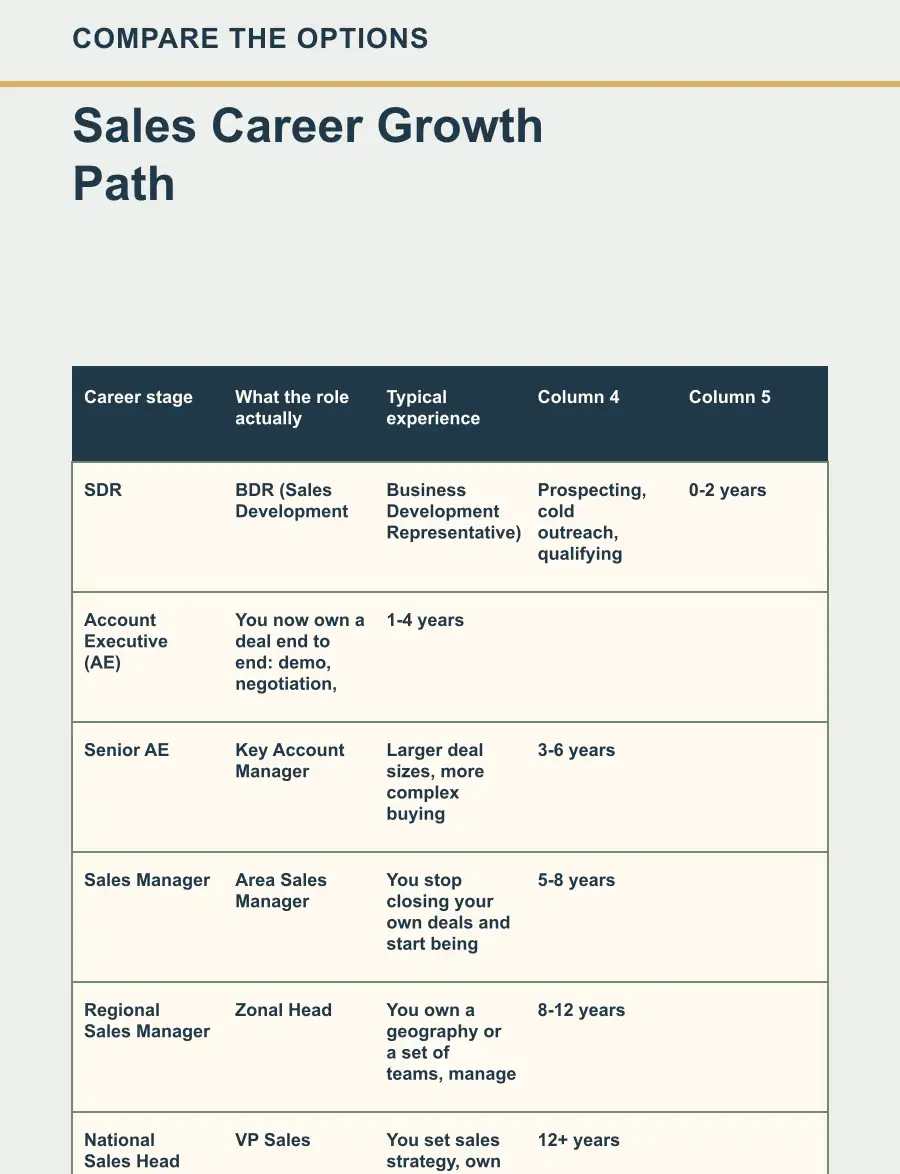 COMPARE THE OPTIONS
Sales Career Growth
Path
Career stage
What the role
actually
Typical
experience
Column 4
Column 5
SDR
BDR (Sales
Development
Business
Development
Representative)
Prospecting,
cold
outreach,
qualifying
0-2 years
Account
Executive
(AE)
You now own a
deal end to
end: demo,
negotiation,
1-4 years
Senior AE
Key Account
Manager
Larger deal
sizes, more
complex
buying
3-6 years
Sales Manager
Area Sales
Manager
You stop
closing your
own deals and
start being
5-8 years
Regional
Sales Manager
Zonal Head
You own a
geography or
a set of
teams, manage
8-12 years
National
Sales Head
VP Sales
You set sales
strategy, own
12+ years